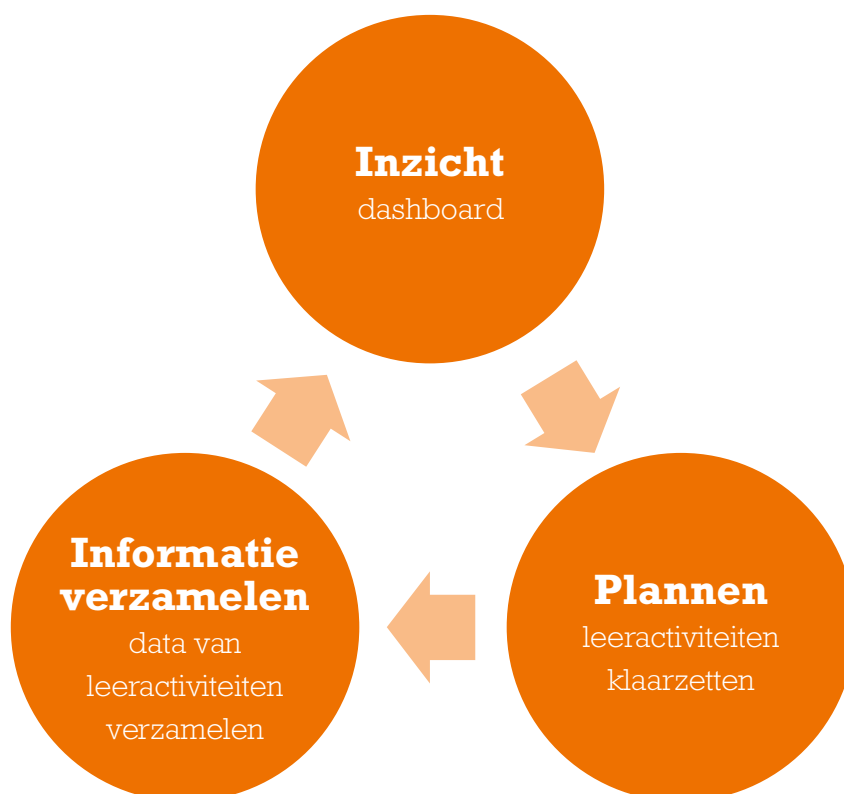 Inzicht
dashboard
Informatie
verzamelen
data van
leeractiviteiten
verzamelen
Plannen
leeractiviteiten
klaarzetten